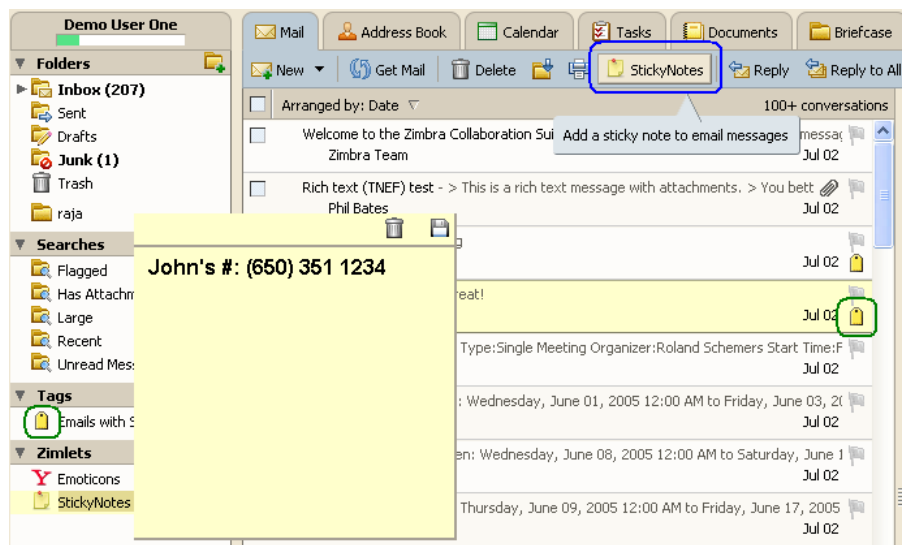 Demo User One
Mail
Address Book
Calendar
Tasks
Documents
Briefcase
Folders
New
Get Mail
Delete
StickyNotes
Reply
Reply to All
Inbox (207)
Sent
Drafts
Junk (1)
Trash
raja
Arranged by: Date
100+ conversations
Add a sticky note to email messages
Welcome to the Zimbra Collaboration Sui
Zimbra Team
Jul 02
Rich text (TNEF) test - > This is a rich text message with attachments. > You bett
Phil Bates
Jul 02
Searches
Flagged
Has Attachm
Large
Recent
Unread Mes
John's #: (650) 351 1234
Jul 02
reat!
Jul 02
Type:Single Meeting Organizer:Roland Schemers Start Time:F
Jul 02
Tags
Emails with S
: Wednesday, June 01, 2005 12:00 AM to Friday, June 03, 20
Jul 02
Zimlets
Emoticons
StickyNotes
en: Wednesday, June 08, 2005 12:00 AM to Saturday, June 1
Jul 02
Thursday, June 09, 2005 12:00 AM to Friday, June 17, 2005
Jul 02